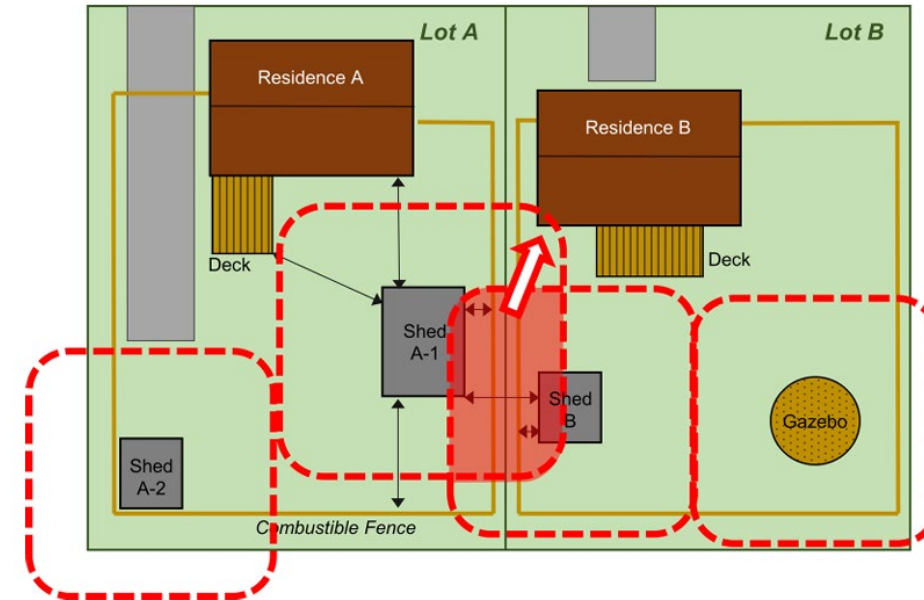 Lot A
Lot B
Residence A
Residence B
Deck
Deck
Shed
A-1
Shed
B
Gazebo
Shed
A-2
Combustible Fence